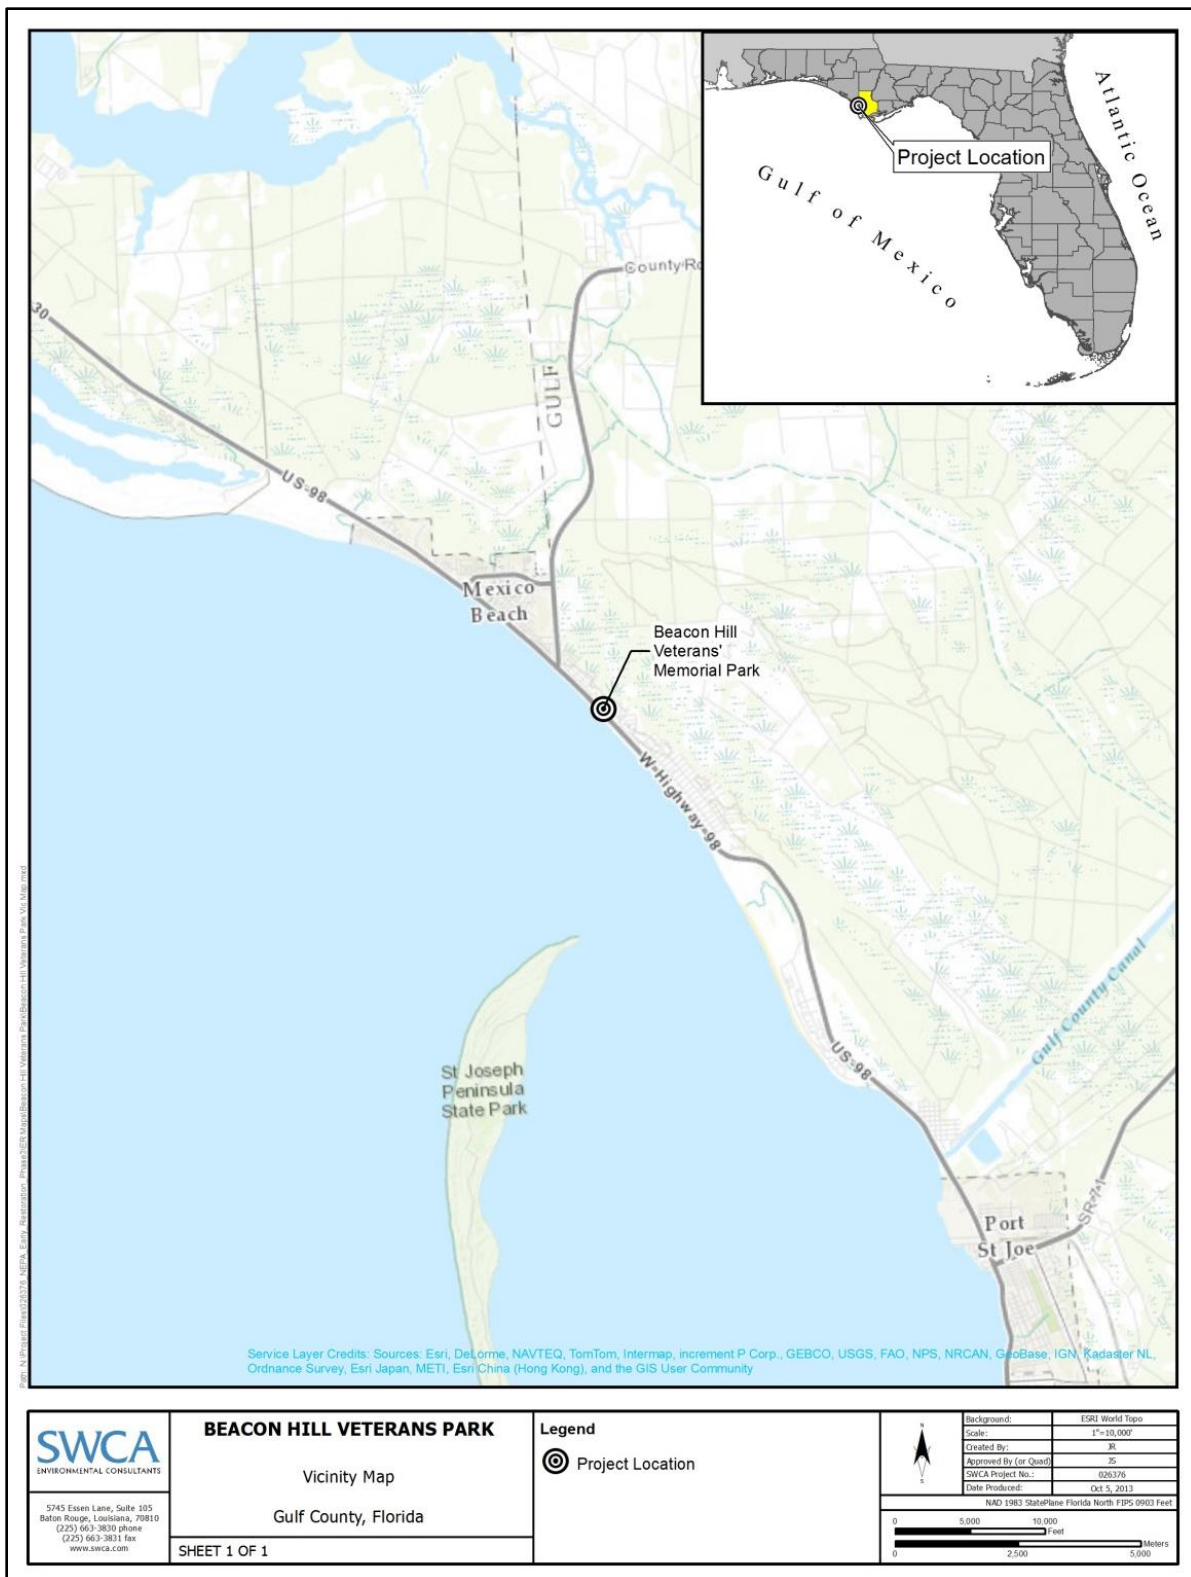 Atlantic Ocean
Project Location
Gulf of Mexico
County Ro
30
GULF
US-98
Mexico
Beach
Beacon Hill
Veterans'
Memorial Park
W-Highway-98
Gulf County Canal
US-98
St Joseph
Peninsula
State Park
SR-71
Port
St Joe
Service Layer Credits: Sources: Esri, DeLorme, NAVTEQ, TomTom, Intermap, increment P Corp., GEBCO, USGS, FAO, NPS, NRCAN, GeoBase, IGN, Kadaster NL,
Ordnance Survey, Esri Japan, METI, Esri China (Hong Kong), and the GIS User Community
SWCA
ENVIRONMENTAL CONSULTANTS
5745 Essen Lane, Suite 105
Baton Rouge, Louisiana, 70810
(225) 663-3830 phone
(225) 663-3831 fax
www.swca.com
BEACON HILL VETERANS PARK
Vicinity Map
Gulf County, Florida
SHEET 1 OF 1
Legend
Project Location
N
S
Background: ESRI World Topo
Scale: 1"=10,000'
Created By: JR
Approved By (or Quad) JS
SWCA Project No.: 026376
Date Produced: Oct 5, 2013
NAD 1983 StatePlane Florida North FIPS 0903 Feet
0 5,000 10,000
Feet
Meters
0 2,500 5,000